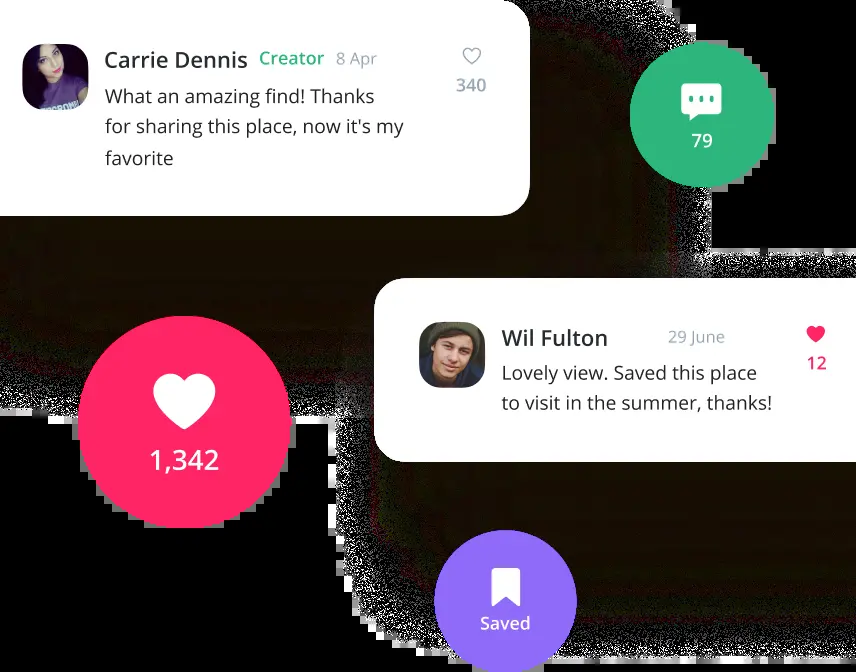 Carrie Dennis Creator 8 Apr
340
What an amazing find! Thanks
for sharing this place, now it's my
favorite
79
Wil Fulton 29 June
12
Lovely view. Saved this place
to visit in the summer, thanks!
1,342
Saved